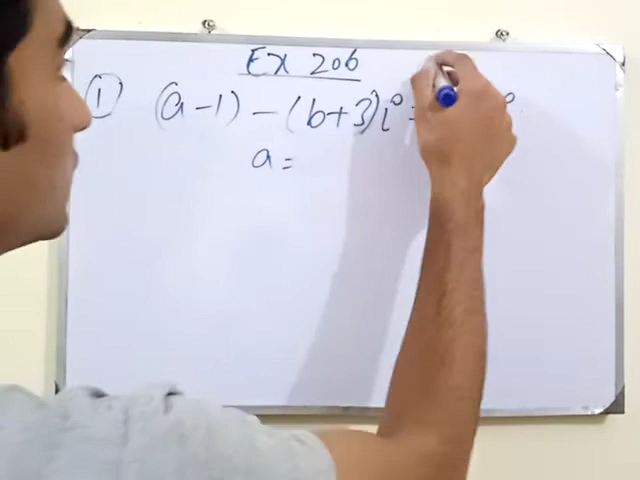 Ex 206
① (a-1) - (b+3)i =
a =